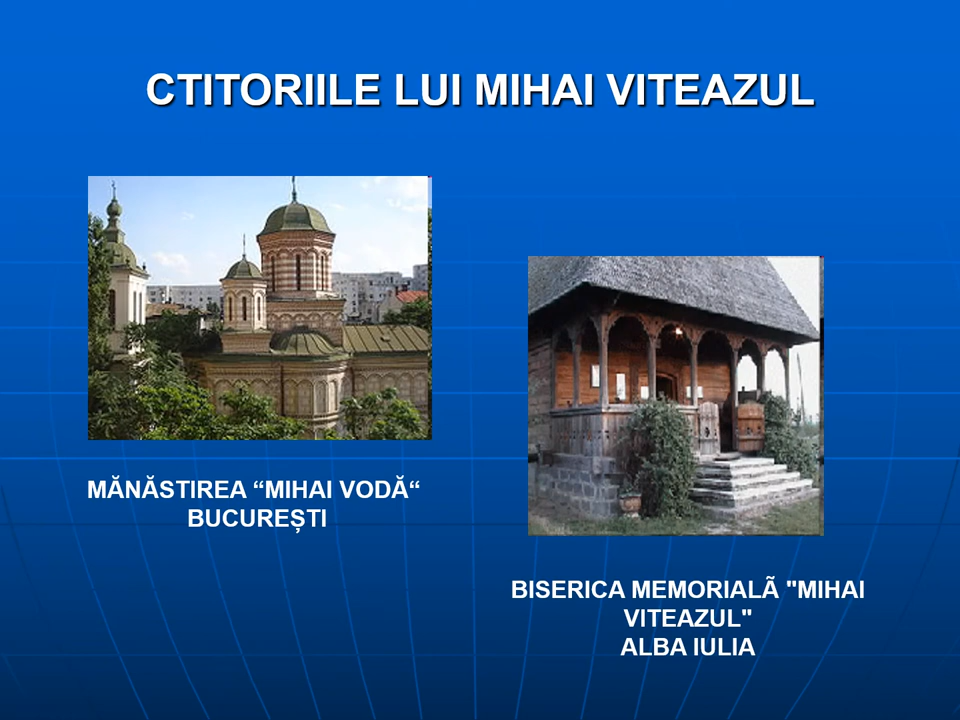 CTITORIILE LUI MIHAI VITEAZUL
MĂNĂSTIREA “MIHAI VODĂ“
BUCUREȘTI
BISERICA MEMORIALÃ "MIHAI
VITEAZUL"
ALBA IULIA